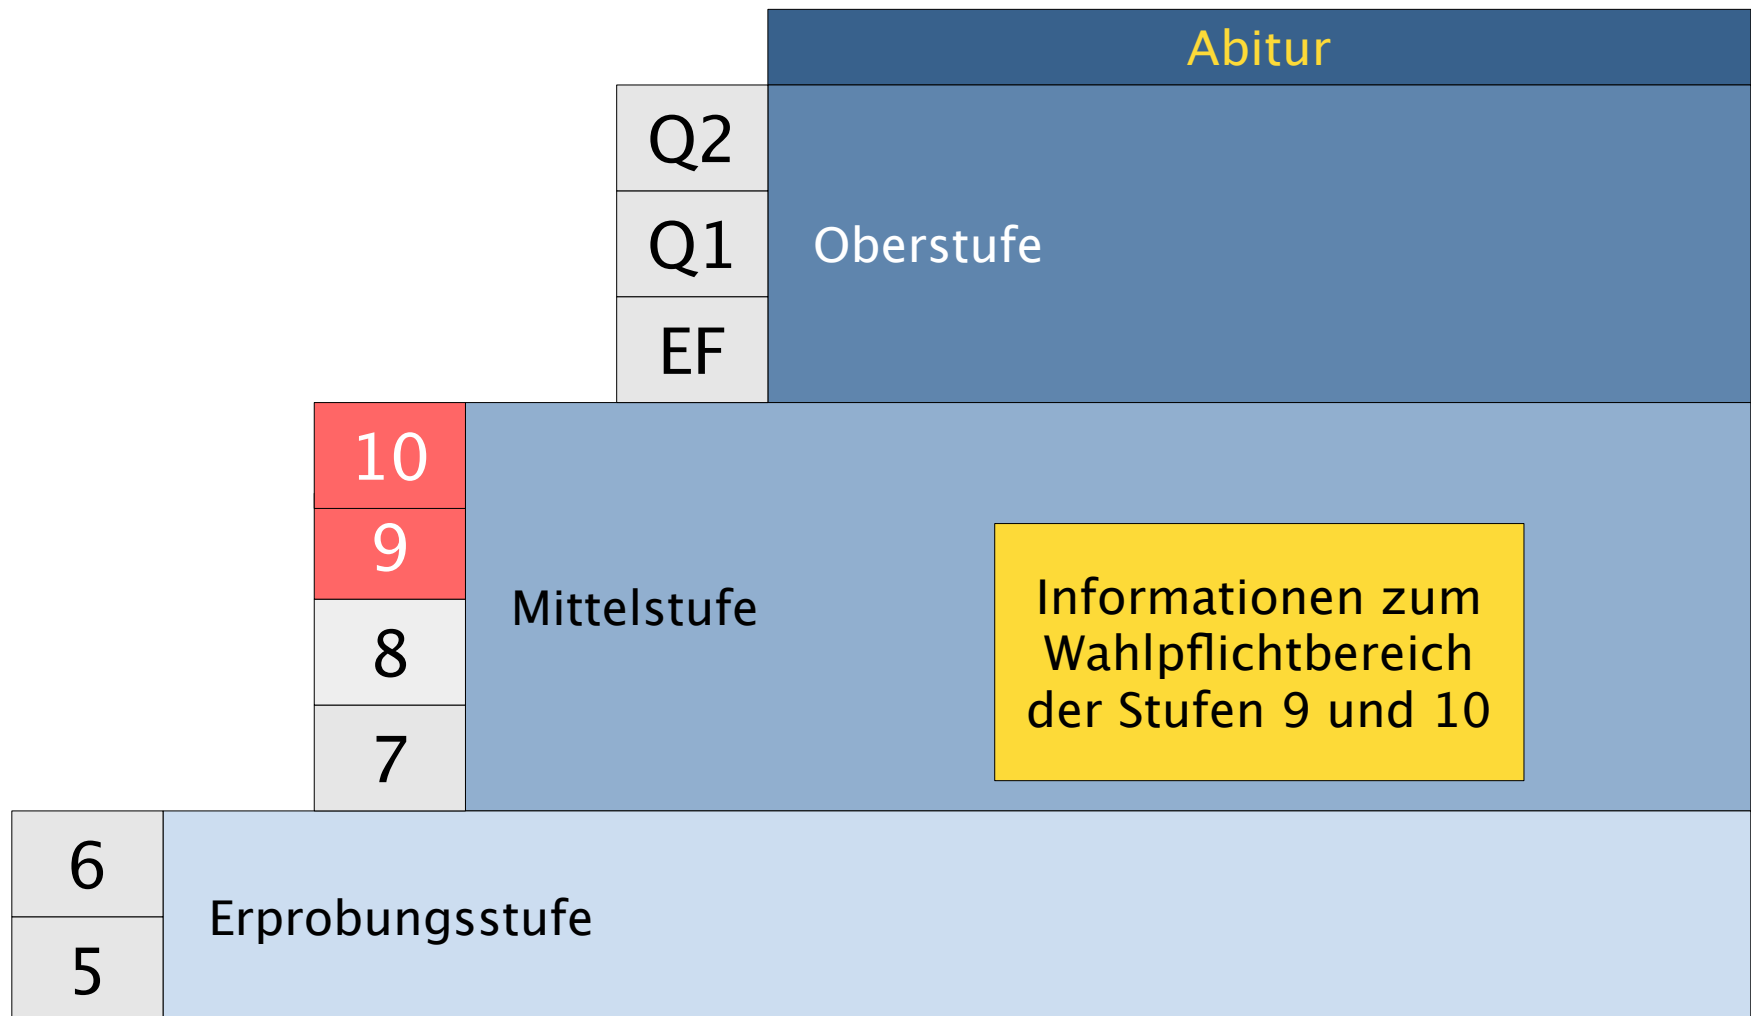 Abitur
Q2
Q1
Oberstufe
EF
10
9
Mittelstufe
Informationen zum
Wahlpflichtbereich
der Stufen 9 und 10
8
7
6
Erprobungsstufe
5